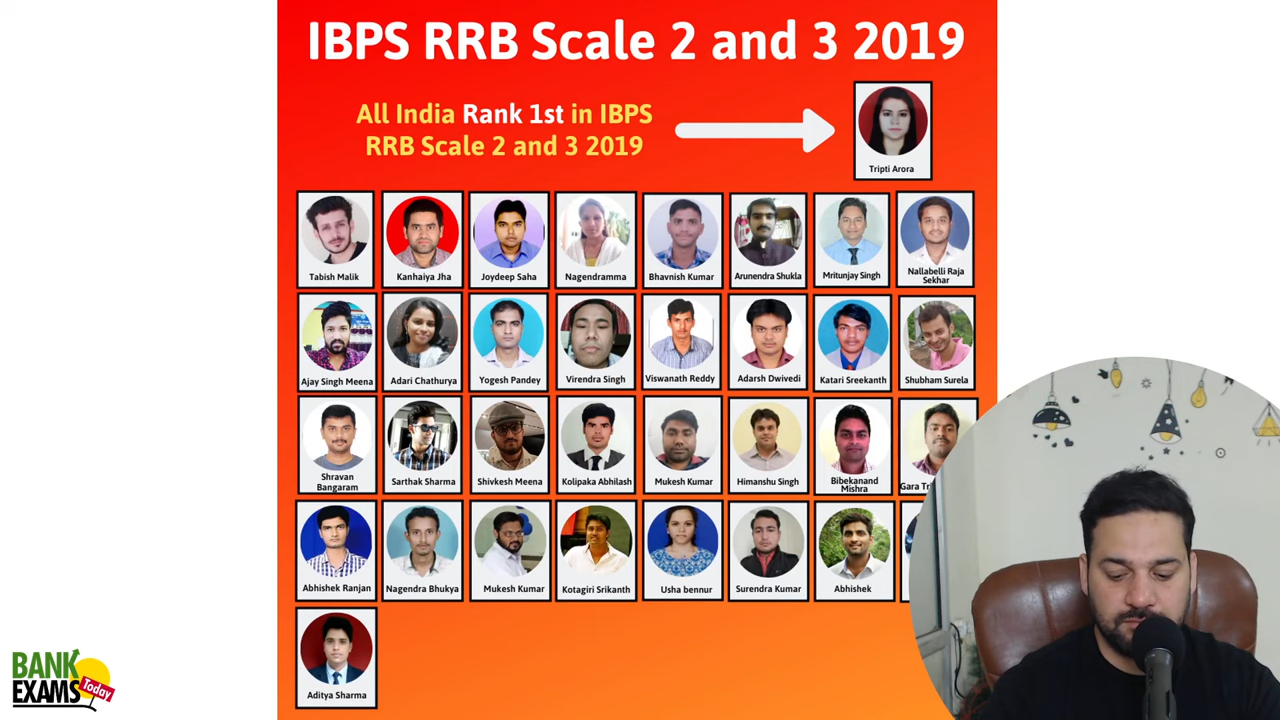 IBPS RRB Scale 2 and 3 2019
All India Rank 1st in IBPS
RRB Scale 2 and 3 2019
Tripti Arora
Tabish Malik
Kanhaiya Jha
Joydeep Saha
Nagendramma
Bhavnish Kumar
Arunendra Shukla
Mritunjay Singh
Nallabelli Raja
Sekhar
Ajay Singh Meena
Adari Chathurya
Yogesh Pandey
Virendra Singh
Viswanath Reddy
Adarsh Dwivedi
Katari Sreekanth
Shubham Surela
Shravan
Bangaram
Sarthak Sharma
Shivkesh Meena
Kolipaka Abhilash
Mukesh Kumar
Himanshu Singh
Bibekanand
Mishra
Gara
Abhishek Ranjan
Nagendra Bhukya
Mukesh Kumar
Kotagiri Srikanth
Usha bennur
Surendra Kumar
Abhishek
Aditya Sharma
BANK
EXAMS
Today